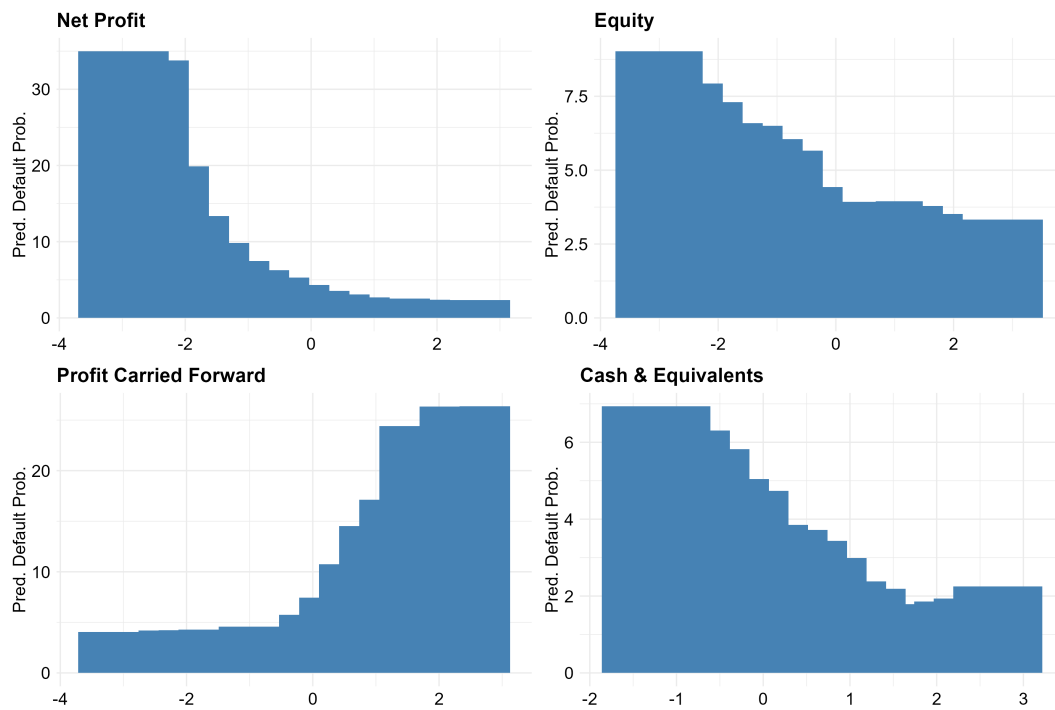 Net Profit
Pred. Default Prob.
30
20
10
0
-4 -2 0 2
Equity
Pred. Default Prob.
7.5
5.0
2.5
0.0
-4 -2 0 2
Profit Carried Forward
Pred. Default Prob.
20
10
0
-4 -2 0 2
Cash & Equivalents
Pred. Default Prob.
6
4
2
0
-2 -1 0 1 2 3